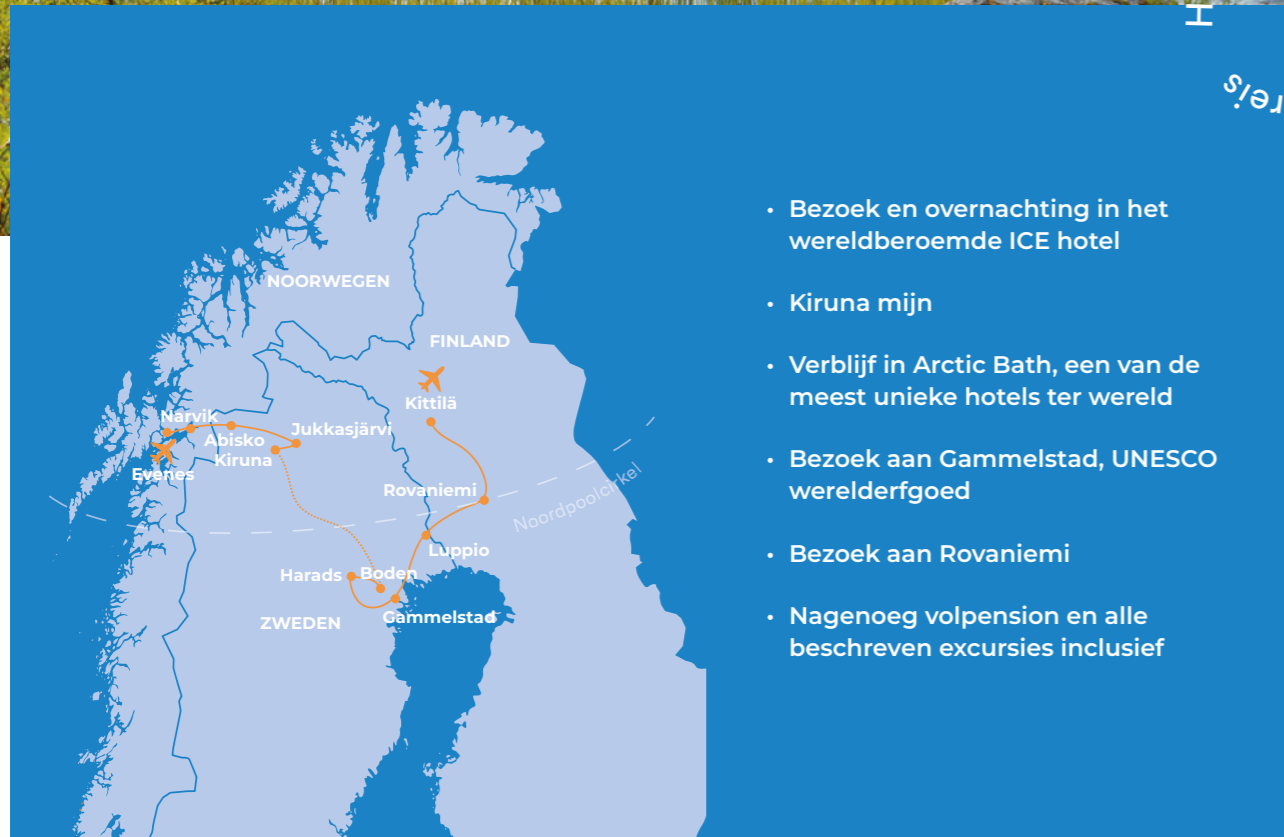 H
reis
NOORWEGEN
FINLAND
Kittilä
Narvik
Jukkasjärvi
Abisko
Kiruna
Evenes
Rovaniemi
Noordpoolcirkel
Luppio
Harads
Boden
Gammelstad
ZWEDEN
• Bezoek en overnachting in het
wereldberoemde ICE hotel
• Kiruna mijn
• Verblijf in Arctic Bath, een van de
meest unieke hotels ter wereld
• Bezoek aan Gammelstad, UNESCO
werelderfgoed
• Bezoek aan Rovaniemi
• Nagenoeg volpension en alle
beschreven excursies inclusief